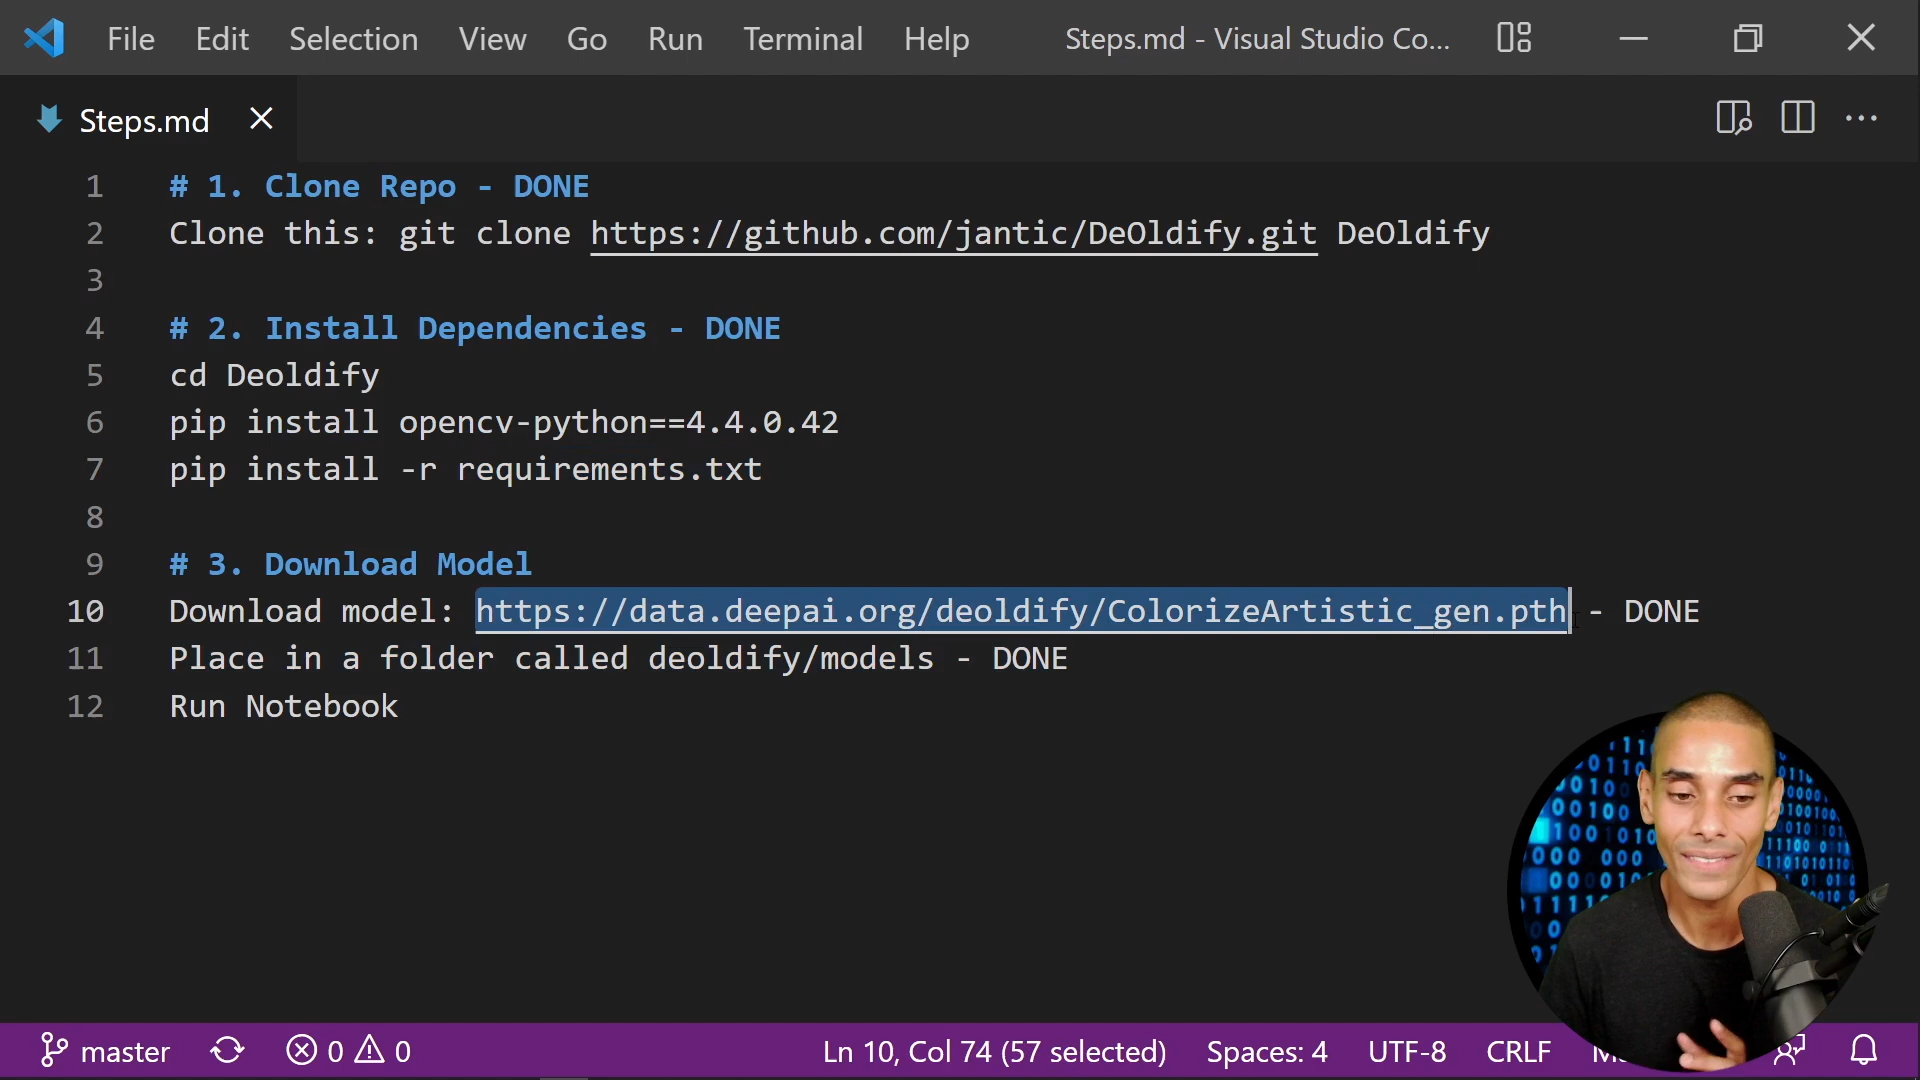 File Edit Selection View Go Run Terminal Help Steps.md - Visual Studio Co...
Steps.md
1 # 1. Clone Repo - DONE
2 Clone this: git clone https://github.com/jantic/DeOldify.git DeOldify
3
4 # 2. Install Dependencies - DONE
5 cd Deoldify
6 pip install opencv-python==4.4.0.42
7 pip install -r requirements.txt
8
9 # 3. Download Model
10 Download model: https://data.deepai.org/deoldify/ColorizeArtistic_gen.pth - DONE
11 Place in a folder called deoldify/models - DONE
12 Run Notebook
master 0 0 Ln 10, Col 74 (57 selected) Spaces: 4 UTF-8 CRLF